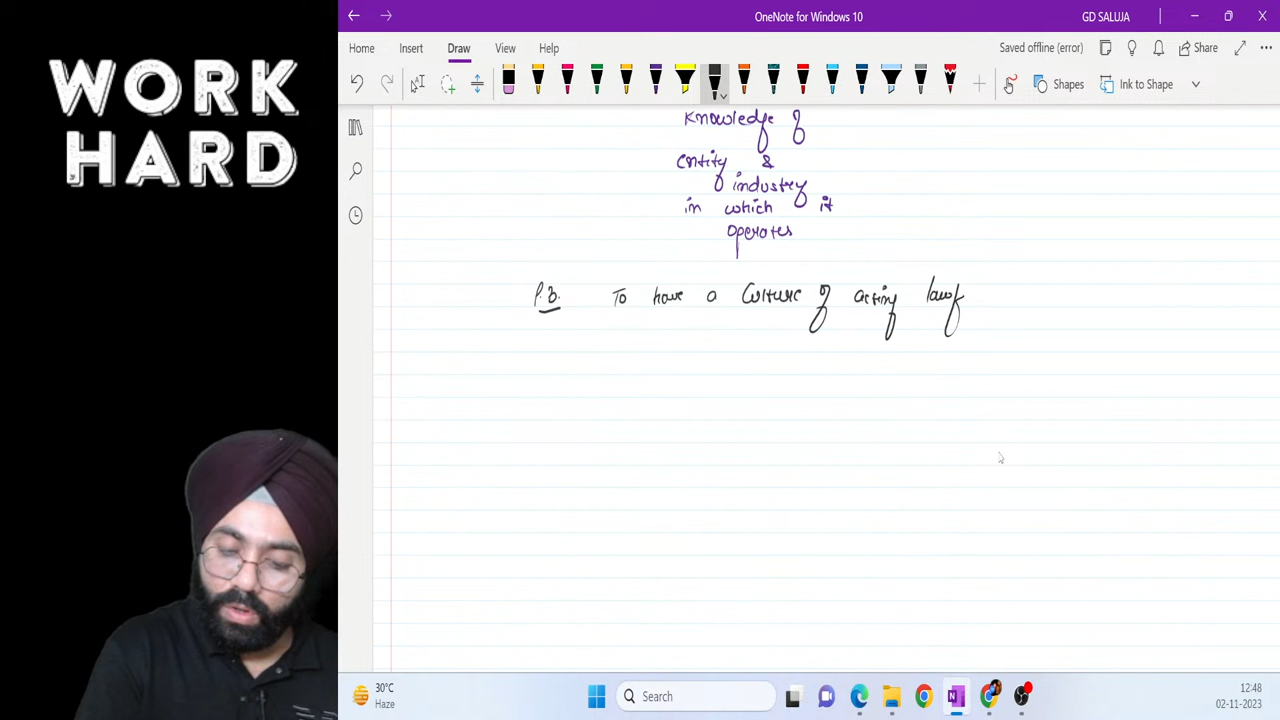 WORK
HARD
OneNote for Windows 10
GD SALUJA
Home Insert Draw View Help
Saved offline (error)
Share
Shapes
Ink to Shape
Knowledge of
entity &
industry
in which it
operates
P.3. To have a Culture of acting lawf
30°C
Haze
Search
12:48
02-11-2023